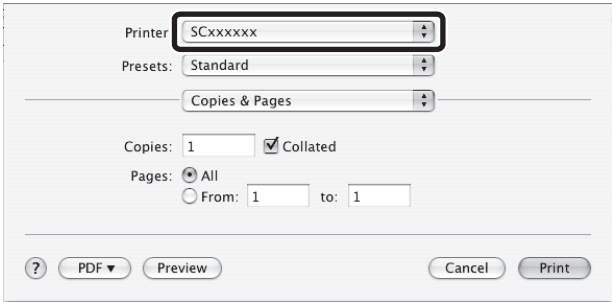 Printer SCxxxxxx
Presets: Standard
Copies & Pages
Copies: 1 Collated
Pages: All
From: 1 to: 1
? PDF ▼ Preview Cancel Print